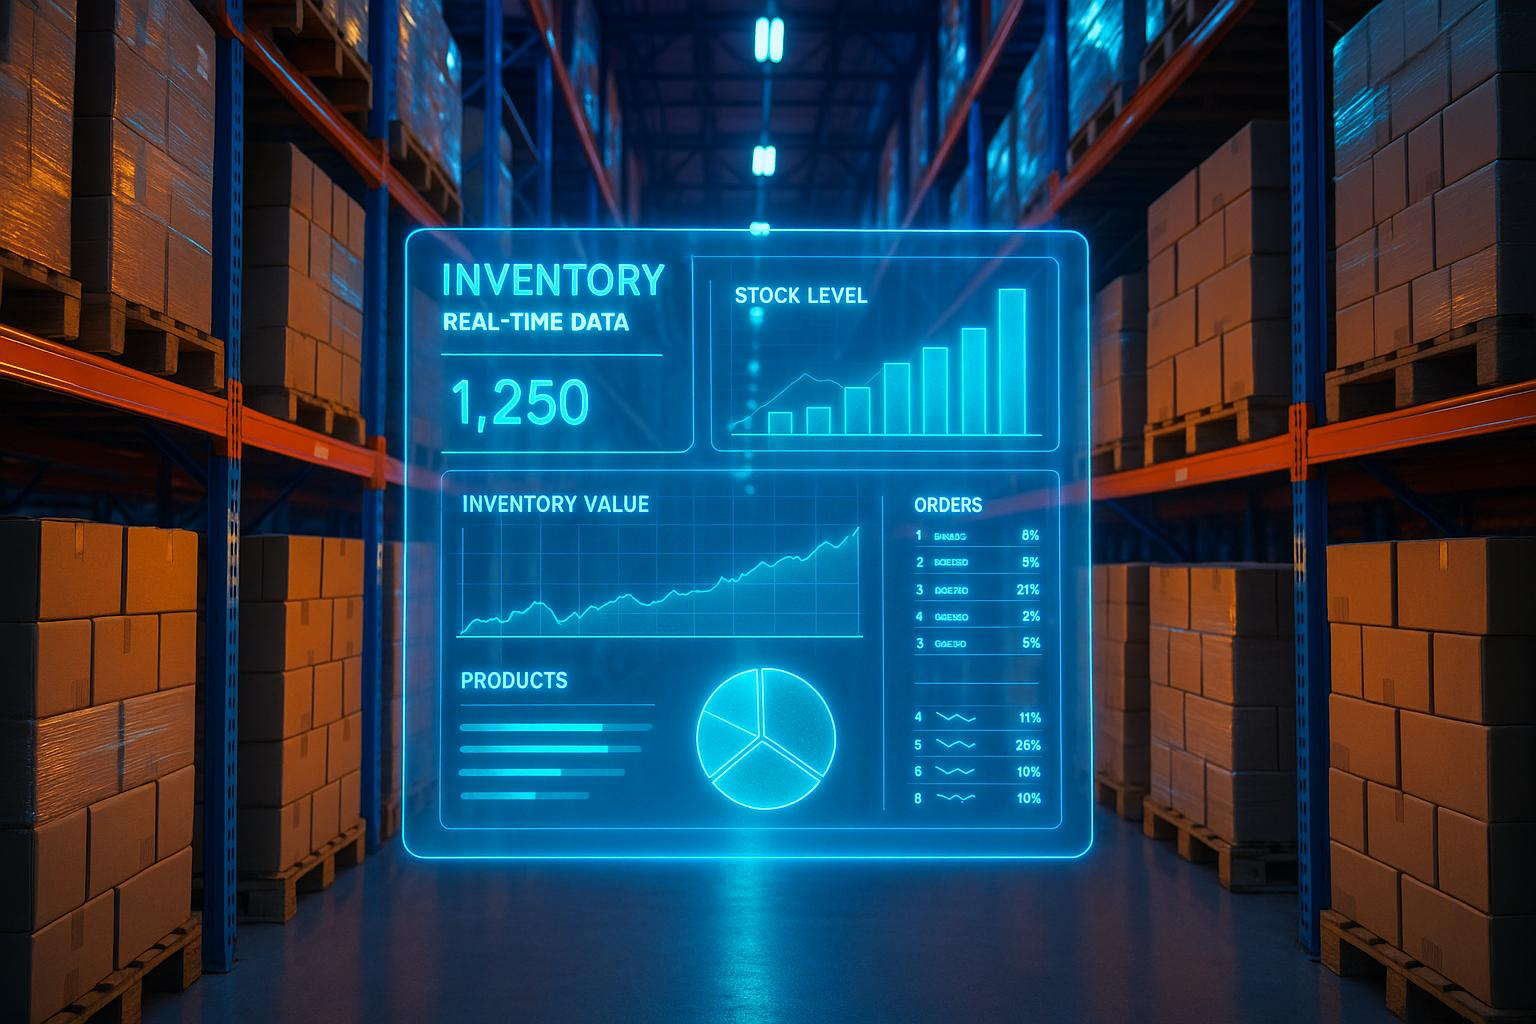 INVENTORY
REAL-TIME DATA
1,250
STOCK LEVEL
INVENTORY VALUE
ORDERS
1 8%
2 5%
3 21%
4 2%
3 5%
4 11%
5 26%
6 10%
8 10%
PRODUCTS